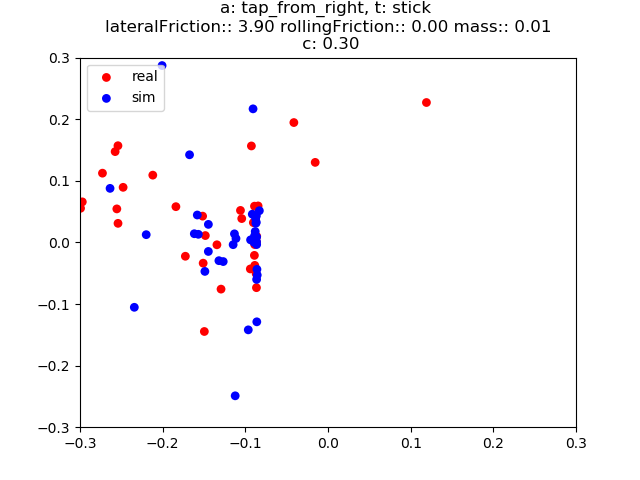 a: tap_from_right, t: stick
lateralFriction:: 3.90 rollingFriction:: 0.00 mass:: 0.01
c: 0.30
real
sim
0.3
0.2
0.1
0.0
−0.1
−0.2
−0.3
−0.3 −0.2 −0.1 0.0 0.1 0.2 0.3